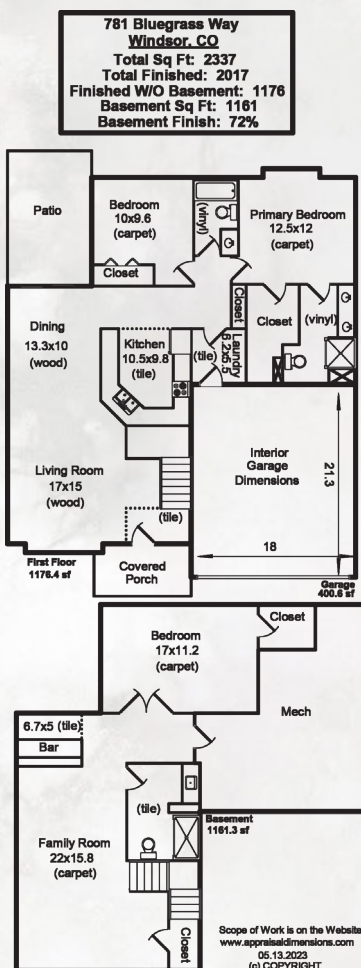 781 Bluegrass Way
Windsor, CO
Total Sq Ft: 2337
Total Finished: 2017
Finished W/O Basement: 1176
Basement Sq Ft: 1161
Basement Finish: 72%
Patio
Bedroom
10x9.6
(carpet)
Closet
(vinyl)
Primary Bedroom
12.5x12
(carpet)
Dining
13.3x10
(wood)
Kitchen
10.5x9.8
(tile)
(tile)
Laundry
6.2x5.5
Closet
Closet
(vinyl)
Living Room
17x15
(wood)
(tile)
Interior
Garage
Dimensions
21.3
18
First Floor
1176.4 sf
Covered
Porch
Garage
400.6 sf
Bedroom
17x11.2
(carpet)
Closet
Mech
6.7x5 (tile)
Bar
(tile)
Basement
1161.3 sf
Family Room
22x15.8
(carpet)
Closet
Scope of Work is on the Website
www.appraisaldimensions.com
05.13.2023
(c) COPYRIGHT